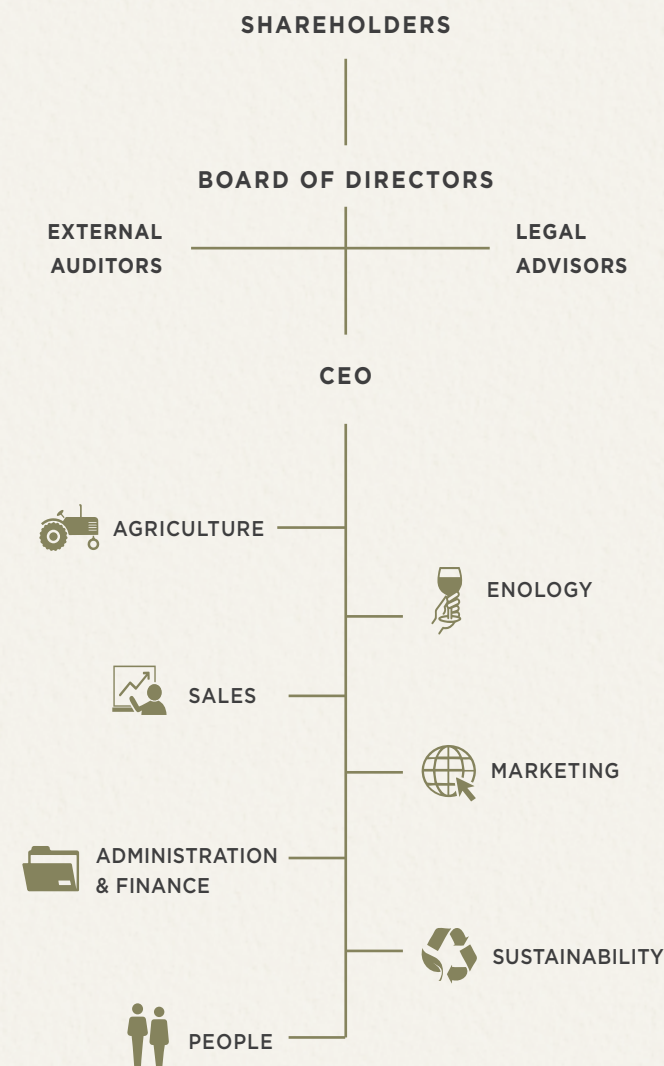 SHAREHOLDERS
BOARD OF DIRECTORS
EXTERNAL
AUDITORS
LEGAL
ADVISORS
CEO
AGRICULTURE
ENOLOGY
SALES
MARKETING
ADMINISTRATION
& FINANCE
SUSTAINABILITY
PEOPLE